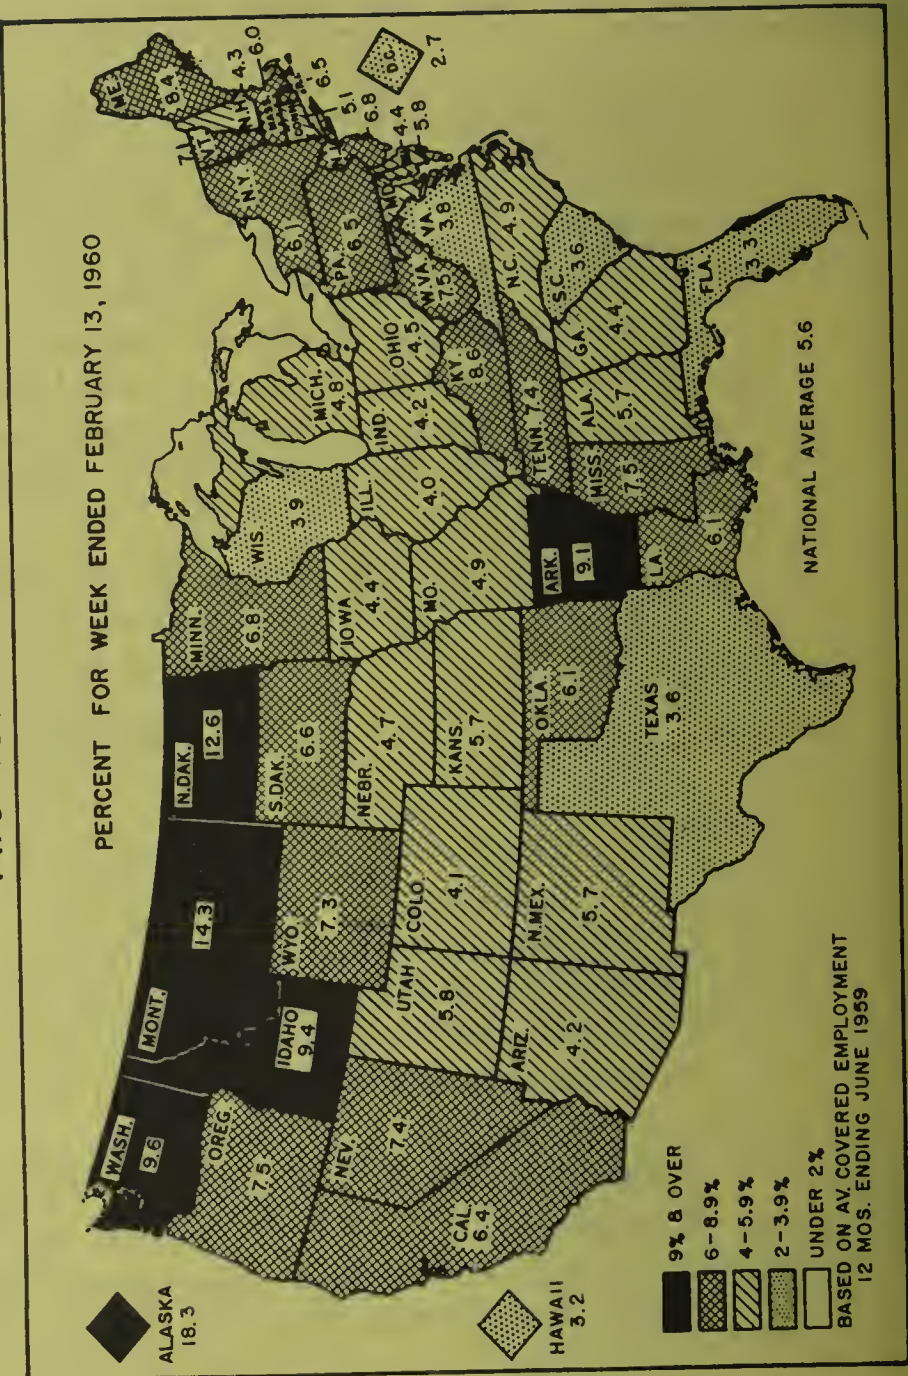 PERCENT FOR WEEK ENDED FEBRUARY 13, 1960
WASH.
9.6
MONT.
14.3
N.DAK.
12.6
MINN.
6.8
WIS.
3.9
MICH.
4.8
ME.
8.4
VT.
7.1
N.H.
4.3
MASS.
6.0
6.5
CONN.
5.1
N.J.
6.8
4.4
MD.
5.8
D.C.
2.7
N.Y.
6.1
PA.
6.5
OREG.
7.5
IDAHO
9.4
WYO.
7.3
S.DAK.
6.6
IOWA
4.4
ILL.
4.0
IND.
4.2
OHIO
4.5
W.VA.
7.5
VA.
3.8
NEV.
7.4
UTAH
5.8
COLO.
4.1
NEBR.
4.7
KANS.
5.7
MO.
4.9
KY.
8.6
N.C.
4.9
CAL.
6.4
ARIZ.
4.2
N.MEX.
5.7
OKLA.
6.1
ARK.
9.1
TENN. 7.4
S.C.
3.6
TEXAS
3.6
LA.
6.1
MISS.
7.5
ALA.
5.7
GA.
4.4
FLA.
3.3
ALASKA
18.3
HAWAII
3.2
NATIONAL AVERAGE 5.6
9% & OVER
6-8.9%
4-5.9%
2-3.9%
UNDER 2%
BASED ON AV. COVERED EMPLOYMENT
12 MOS. ENDING JUNE 1959